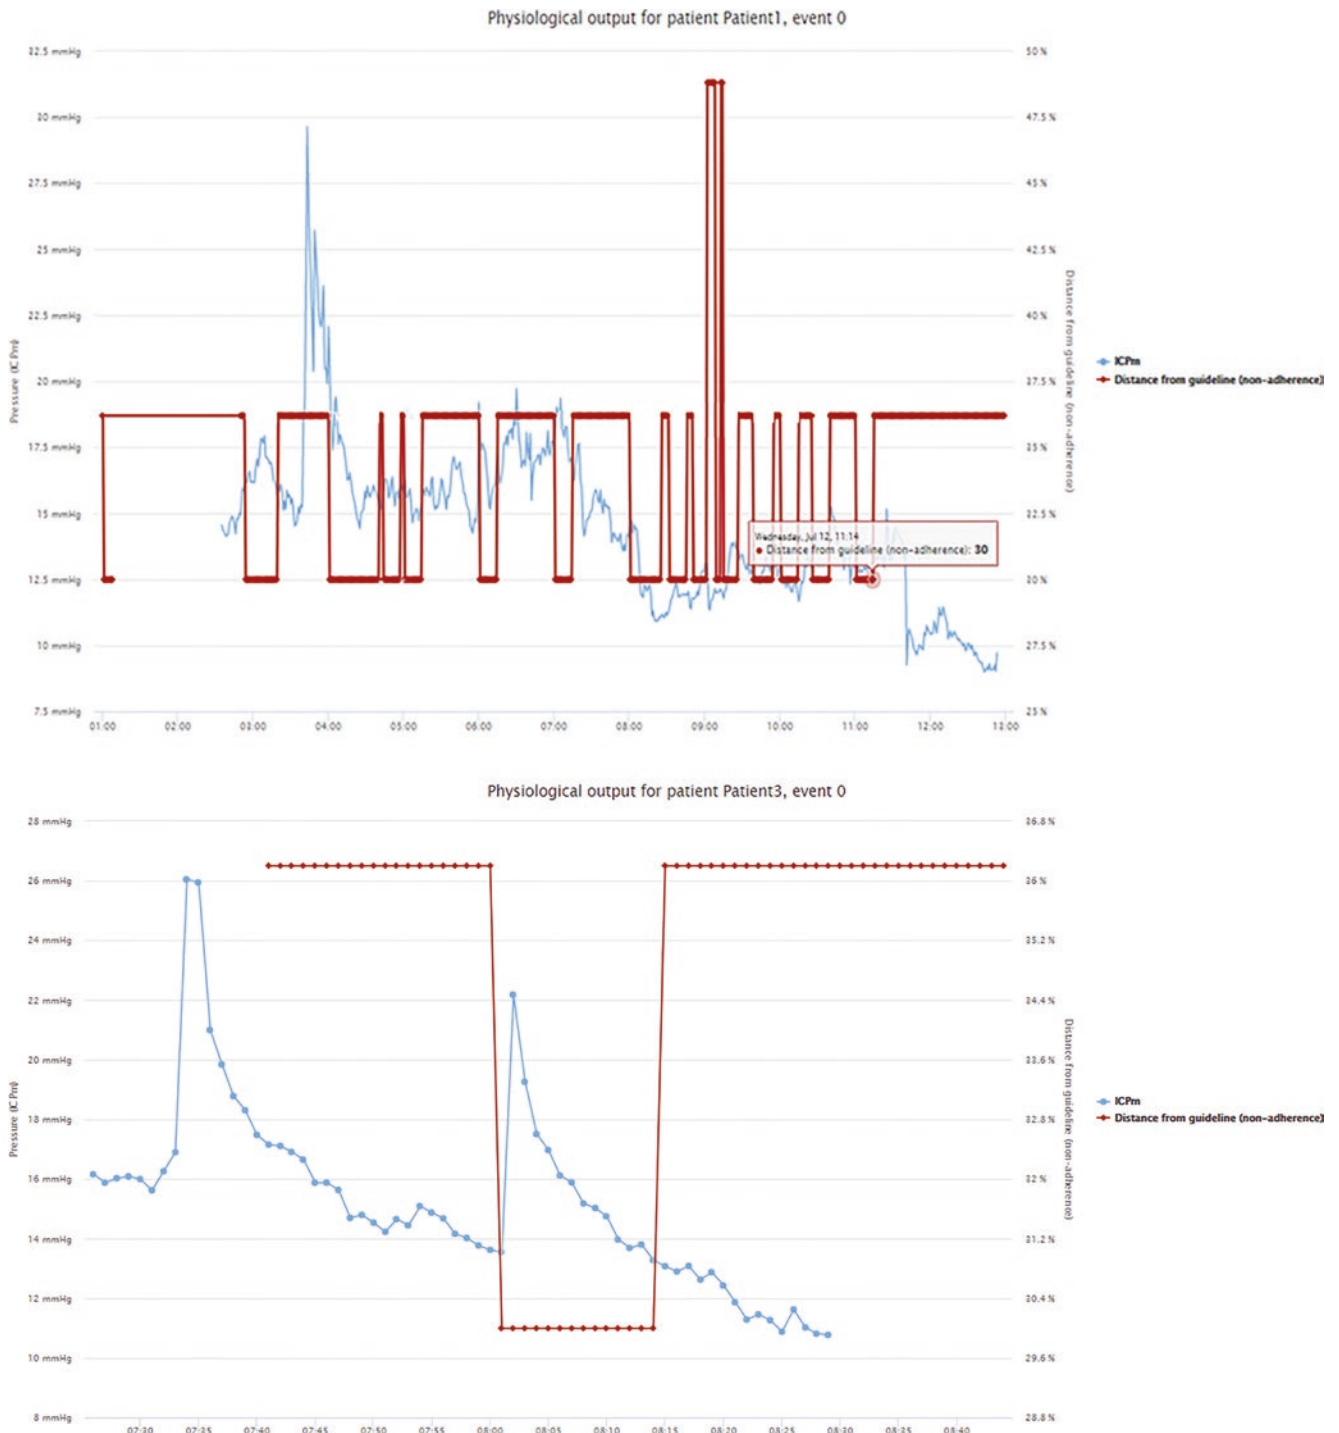 Physiological output for patient Patient1, event 0
32.5 mmHg
30 mmHg
27.5 mmHg
25 mmHg
22.5 mmHg
20 mmHg
17.5 mmHg
15 mmHg
12.5 mmHg
10 mmHg
7.5 mmHg
Pressure (ICPm)
50 %
47.5 %
45 %
42.5 %
40 %
37.5 %
35 %
32.5 %
30 %
27.5 %
25 %
Distance from guideline (non-adherence)
01:00 02:00 03:00 04:00 05:00 06:00 07:00 08:00 09:00 10:00 11:00 12:00 13:00
Wednesday, Jul 12, 11:14
Distance from guideline (non-adherence): 30
ICPm
Distance from guideline (non-adherence)
Physiological output for patient Patient3, event 0
28 mmHg
26 mmHg
24 mmHg
22 mmHg
20 mmHg
18 mmHg
16 mmHg
14 mmHg
12 mmHg
10 mmHg
8 mmHg
Pressure (ICPm)
36.8 %
36 %
35.2 %
34.4 %
33.6 %
32.8 %
32 %
31.2 %
30.4 %
29.6 %
28.8 %
Distance from guideline (non-adherence)
07:30 07:35 07:40 07:45 07:50 07:55 08:00 08:05 08:10 08:15 08:20 08:25 08:30 08:35 08:40
ICPm
Distance from guideline (non-adherence)